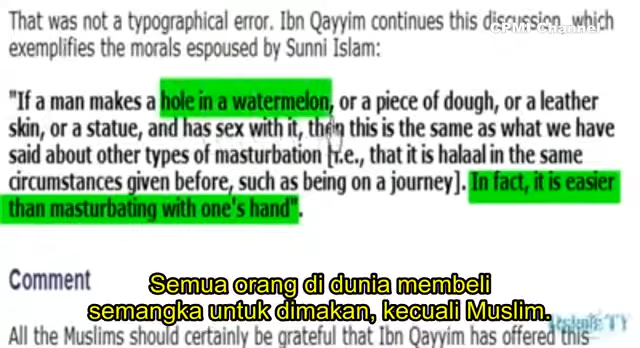 That was not a typographical error. Ibn Qayyim continues this discussion, which
CPMI Channel
exemplifies the morals espoused by Sunni Islam:
"If a man makes a hole in a watermelon, or a piece of dough, or a leather
skin, or a statue, and has sex with it, then this is the same as what we have
said about other types of masturbation [i.e., that it is halaal in the same
circumstances given before, such as being on a journey]. In fact, it is easier
than masturbating with one's hand".
Comment
Semua orang di dunia membeli
semangka untuk dimakan, kecuali Muslim.
All the Muslims should certainly be grateful that Ibn Qayyim has offered this